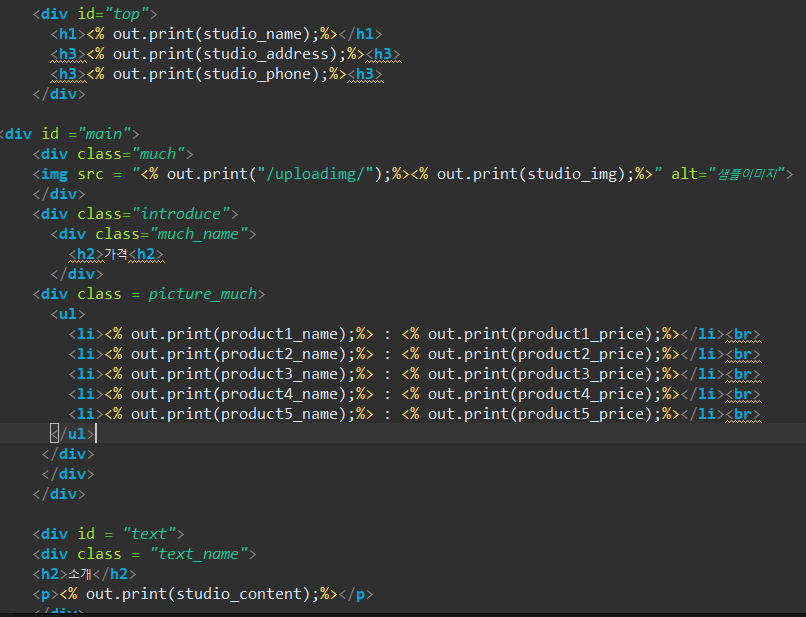 <div id="top">
<h1><% out.print(studio_name);%></h1>
<h3><% out.print(studio_address);%><h3>
<h3><% out.print(studio_phone);%><h3>
</div>
<div id ="main">
<div class="much">
<img src = "<% out.print("/uploadimg/");%><% out.print(studio_img);%>" alt="샘플이미지">
</div>
<div class="introduce">
<div class="much_name">
<h2>가격<h2>
</div>
<div class = picture_much>
<ul>
<li><% out.print(product1_name);%> : <% out.print(product1_price);%></li><br>
<li><% out.print(product2_name);%> : <% out.print(product2_price);%></li><br>
<li><% out.print(product3_name);%> : <% out.print(product3_price);%></li><br>
<li><% out.print(product4_name);%> : <% out.print(product4_price);%></li><br>
<li><% out.print(product5_name);%> : <% out.print(product5_price);%></li><br>
</ul>
</div>
</div>
</div>
<div id = "text">
<div class = "text_name">
<h2>소개</h2>
<p><% out.print(studio_content);%></p>
</div>